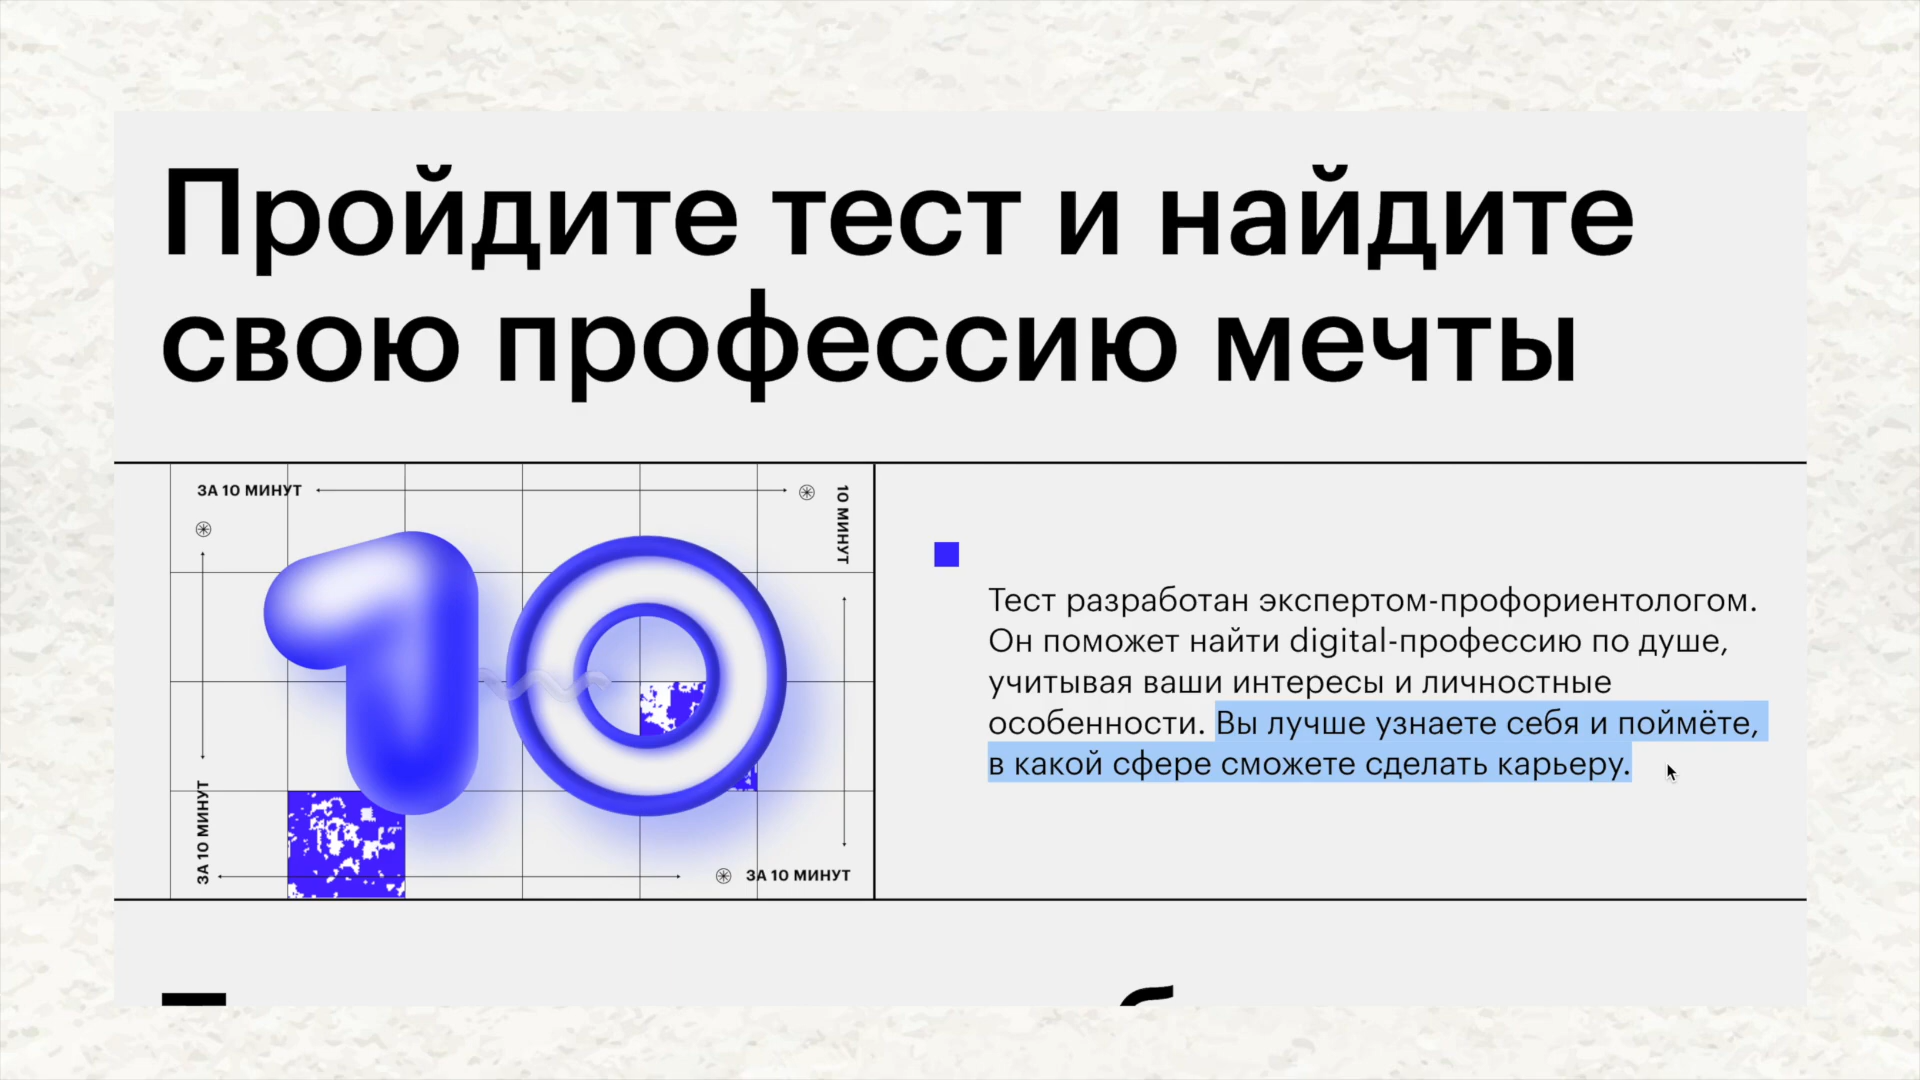 Пройдите тест и найдите
свою профессию мечты
ЗА 10 МИНУТ
10 МИНУТ
10
ЗА 10 МИНУТ
ЗА 10 МИНУТ
Тест разработан экспертом-профориентологом.
Он поможет найти digital-профессию по душе,
учитывая ваши интересы и личностные
особенности. Вы лучше узнаете себя и поймёте,
в какой сфере сможете сделать карьеру.